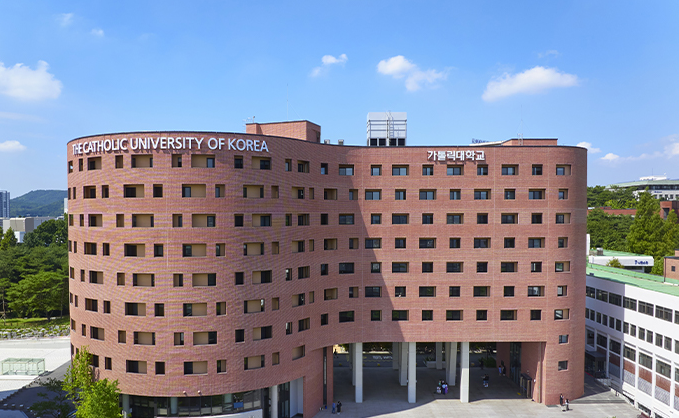 THE CATHOLIC UNIVERSITY OF KOREA
가톨릭대학교